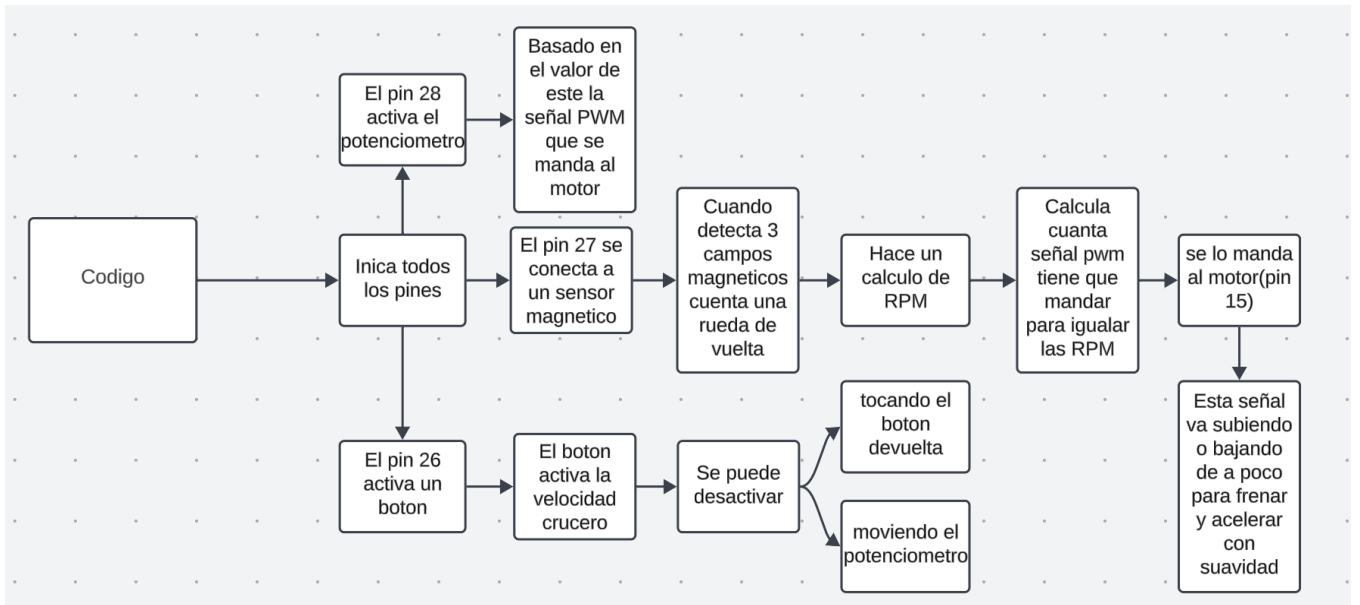 Codigo
Inica todos
los pines
El pin 28
activa el
potenciometro
Basado en
el valor de
este la
señal PWM
que se
manda al
motor
El pin 27 se
conecta a
un sensor
magnetico
Cuando
detecta 3
campos
magneticos
cuenta una
rueda de
vuelta
Hace un
calculo de
RPM
Calcula
cuanta
señal pwm
tiene que
mandar
para igualar
las RPM
se lo manda
al motor(pin
15)
Esta señal
va subiendo
o bajando
de a poco
para frenar
y acelerar
con
suavidad
El pin 26
activa un
boton
El boton
activa la
velocidad
crucero
Se puede
desactivar
tocando el
boton
devuelta
moviendo el
potenciometro